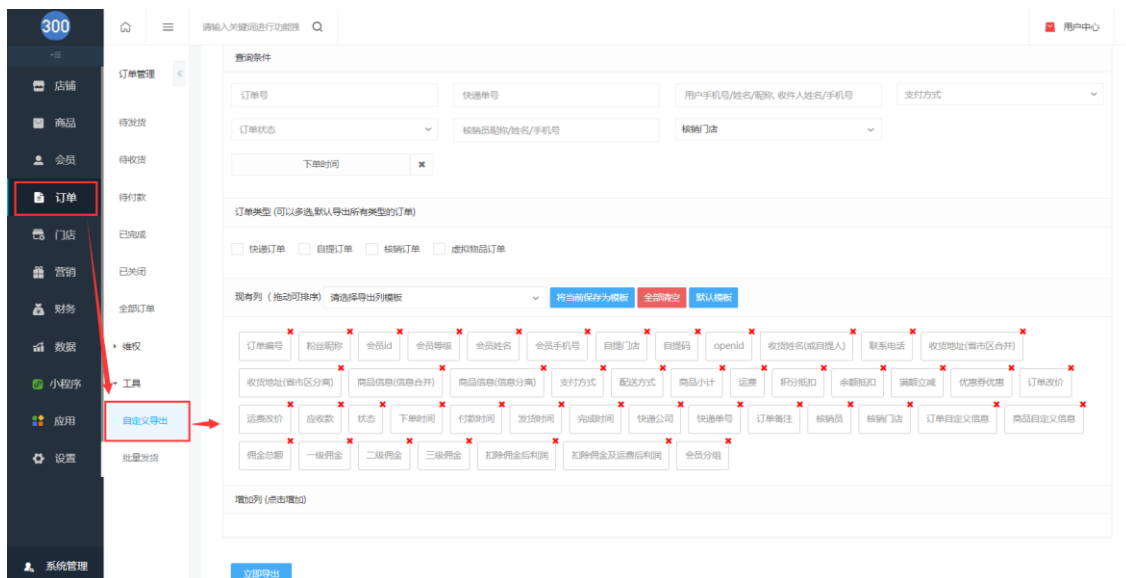 300
请输入关键词进行功能搜
用户中心
店铺
商品
会员
订单
门店
营销
财务
数据
小程序
应用
设置
系统管理
订单管理
待发货
待收货
待付款
已完成
已关闭
全部订单
维权
工具
自定义导出
批量发货
查询条件
订单号 快递单号 用户手机号/姓名/昵称, 收件人姓名/手机号 支付方式
订单状态 核销员昵称/姓名/手机号 核销门店
下单时间
订单类型 (可以多选,默认导出所有类型的订单)
快递订单 自提订单 核销订单 虚拟物品订单
现有列 ( 拖动可排序) 请选择导出列模板 将当前保存为模板 全部清空 默认模板
订单编号 粉丝昵称 会员id 会员等级 会员姓名 会员手机号 自提门店 自提码 openid 收货姓名(或自提人) 联系电话 收货地址(省市区合并)
收货地址(省市区分离) 商品信息(信息合并) 商品信息(信息分离) 支付方式 配送方式 商品小计 运费 积分抵扣 余额抵扣 满额立减 优惠券优惠 订单改价
运费改价 应收款 状态 下单时间 付款时间 发货时间 完成时间 快递公司 快递单号 订单备注 核销员 核销门店 订单自定义信息 商品自定义信息
佣金总额 一级佣金 二级佣金 三级佣金 扣除佣金后利润 扣除佣金及运费后利润 会员分组
增加列 (点击增加)
立即导出